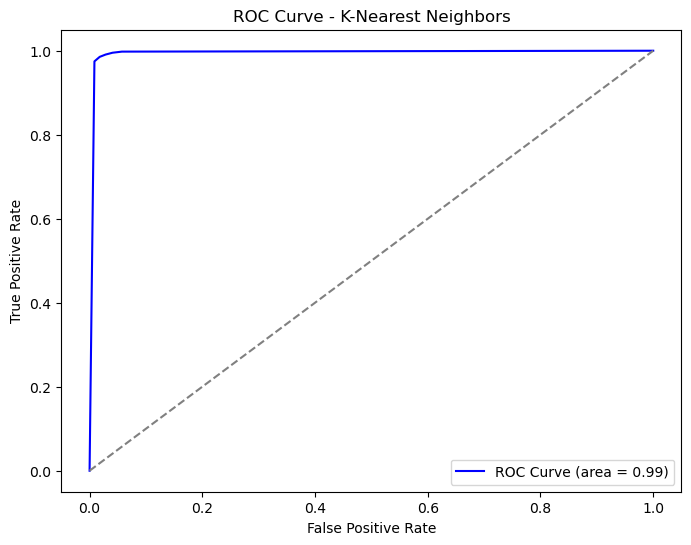 ROC Curve - K-Nearest Neighbors
1.0
0.8
0.6
0.4
0.2
0.0
True Positive Rate
ROC Curve (area = 0.99)
0.0 0.2 0.4 0.6 0.8 1.0
False Positive Rate